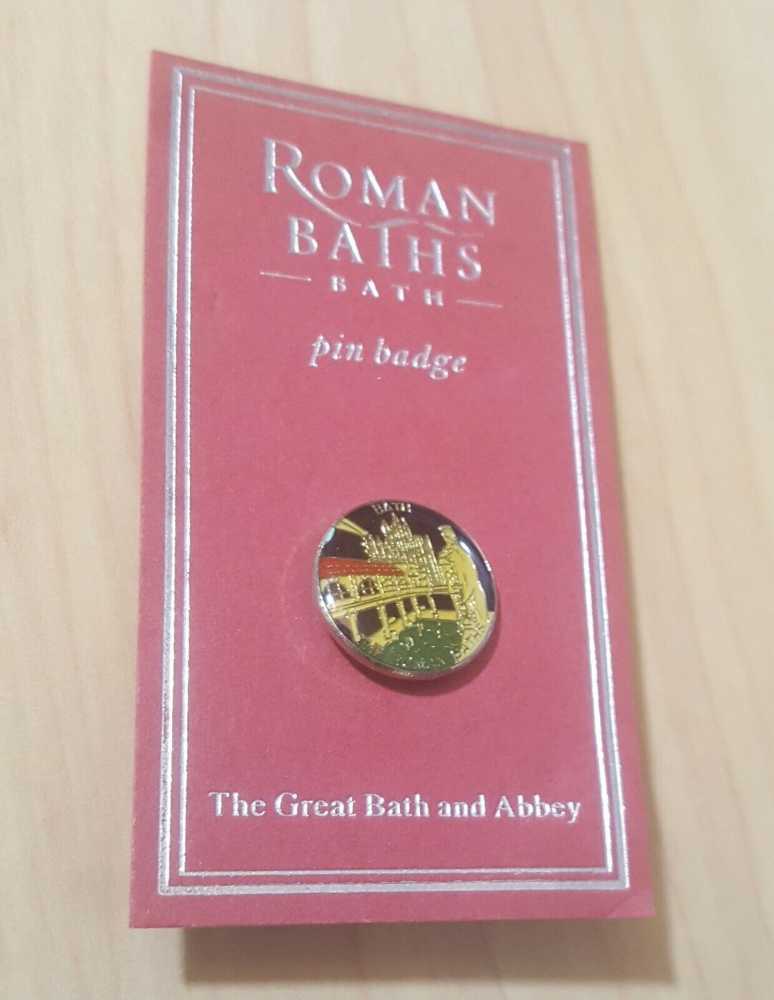 ROMAN
BATHS
BATH
pin badge
BATH
The Great Bath and Abbey